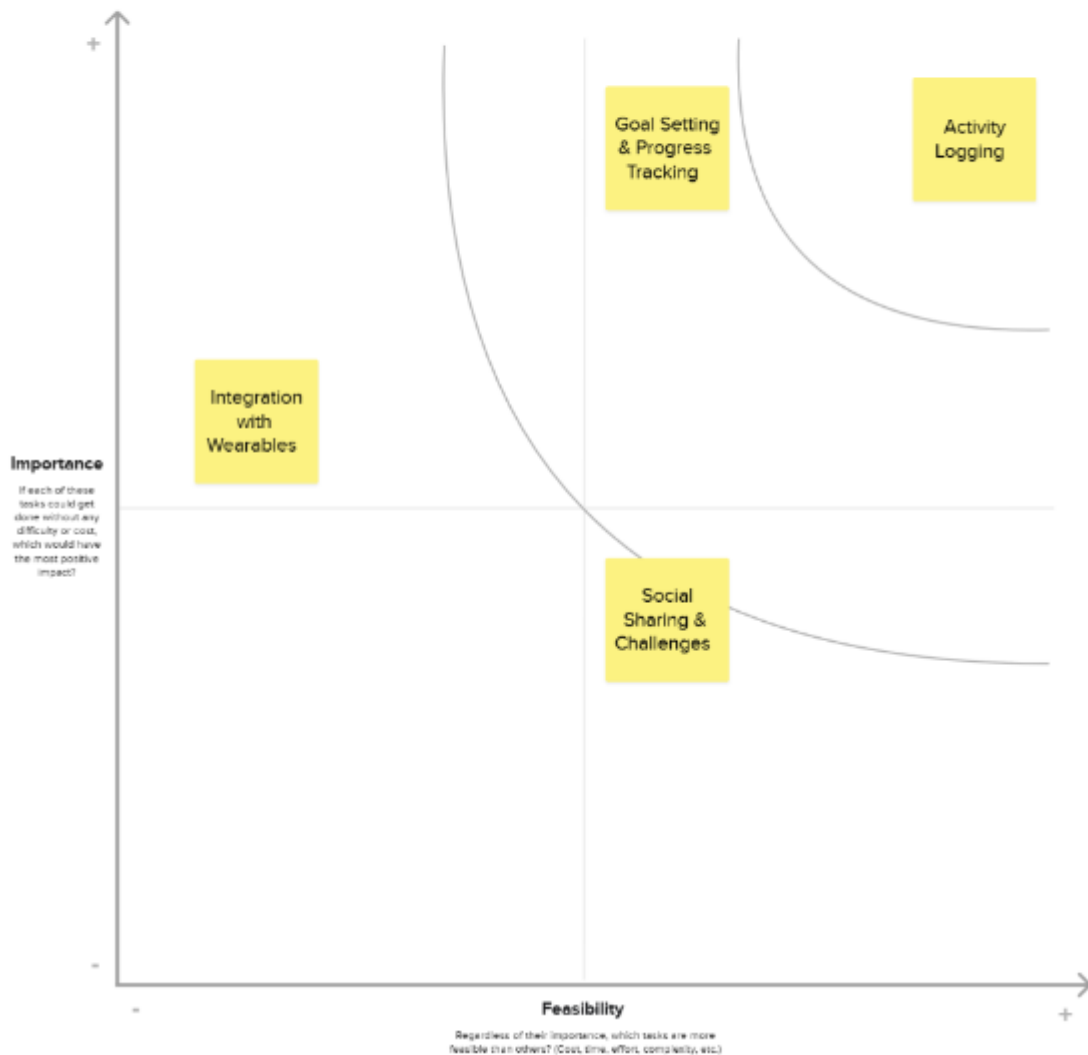 +
Goal Setting
& Progress
Tracking
Activity
Logging
Integration
with
Wearables
Importance
If each of these
tasks could get
done without any
difficulty or cost,
which would have
the most positive
impact?
Social
Sharing &
Challenges
-
-
Feasibility
+
Regardless of their importance, which tasks are more
feasible than others? (Cost, time, effort, complexity, etc.)